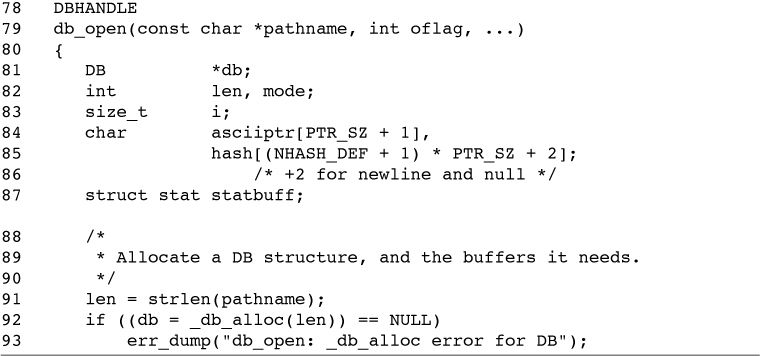 78 DBHANDLE
79 db_open(const char *pathname, int oflag, ...)
80 {
81 DB *db;
82 int len, mode;
83 size_t i;
84 char asciiptr[PTR_SZ + 1],
85 hash[(NHASH_DEF + 1) * PTR_SZ + 2];
86 /* +2 for newline and null */
87 struct stat statbuff;
88 /*
89 * Allocate a DB structure, and the buffers it needs.
90 */
91 len = strlen(pathname);
92 if ((db = _db_alloc(len)) == NULL)
93 err_dump("db_open: _db_alloc error for DB");